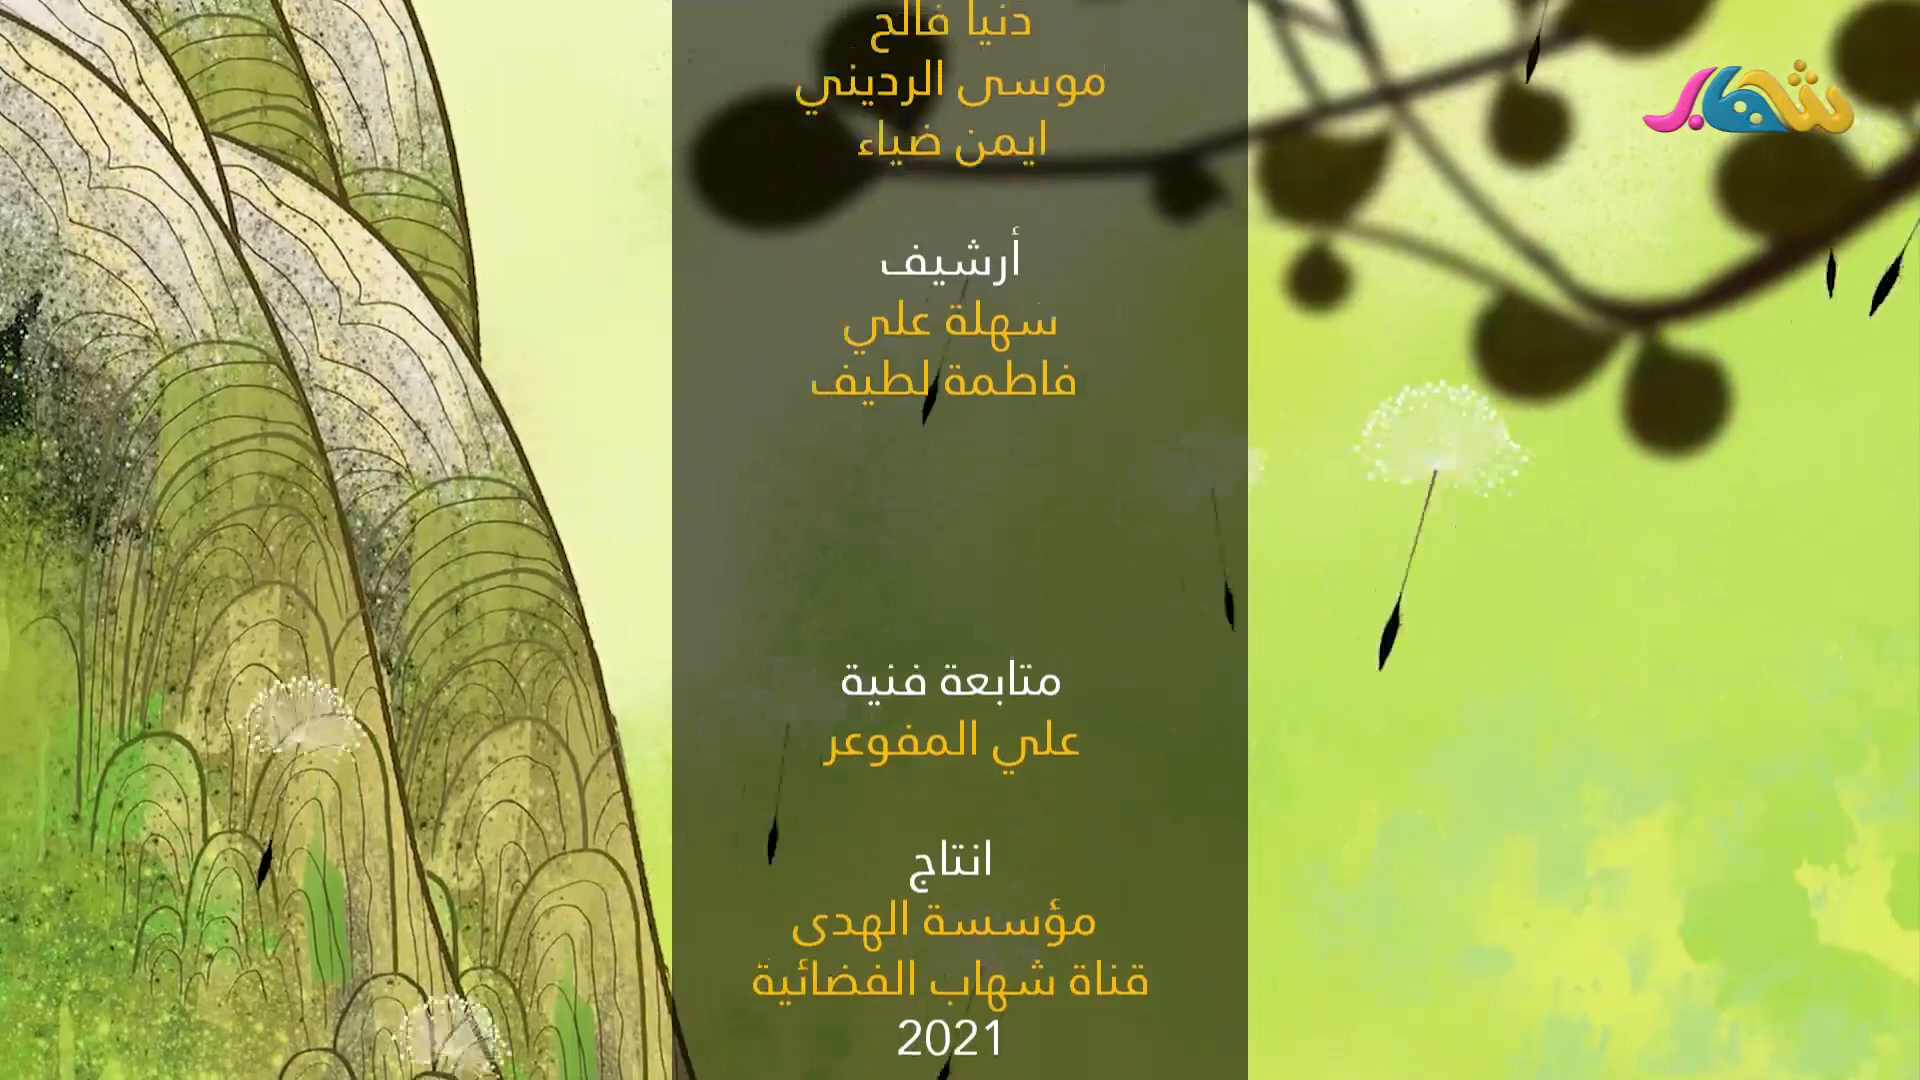 دنيا فالح
موسى الرديني
ايمن ضياء
شهاب
أرشيف
سهلة علي
فاطمة لطيف
متابعة فنية
علي المفوعر
انتاج
مؤسسة الهدى
قناة شهاب الفضائية
2021